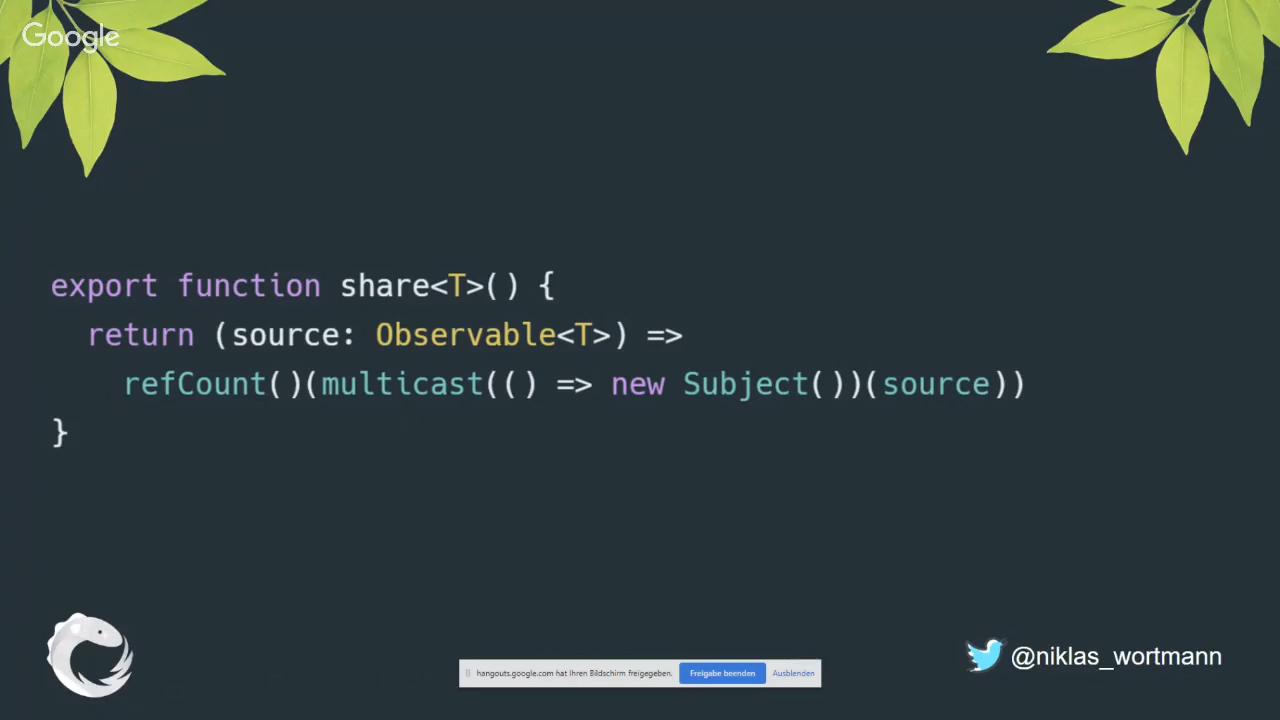 Google
export function share<T>() {
return (source: Observable<T>) =>
refCount()(multicast(() => new Subject())(source))
}
@niklas_wortmann
hangouts.google.com hat Ihren Bildschirm freigegeben. Freigabe beenden Ausblenden